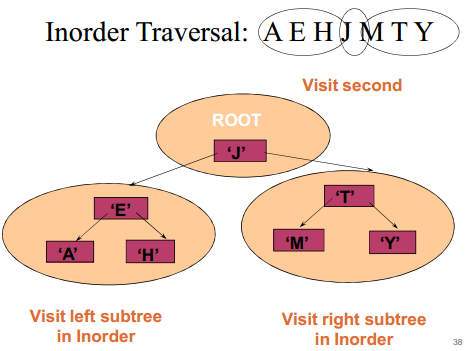 Inorder Traversal: A E H J M T Y
Visit second
ROOT
‘J’
‘E’
‘T’
‘A’ ‘H’
‘M’ ‘Y’
Visit left subtree
in Inorder
Visit right subtree
in Inorder
38